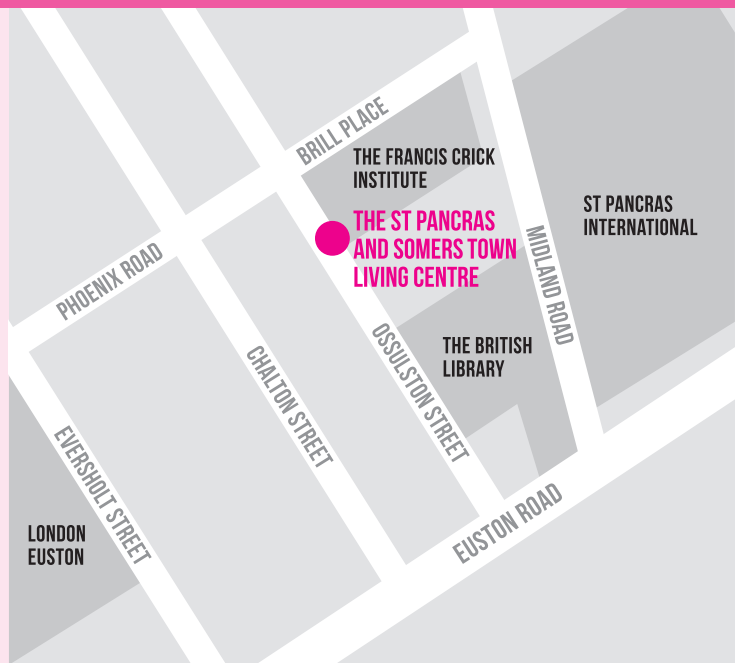 BRILL PLACE
THE FRANCIS CRICK
INSTITUTE
ST PANCRAS
INTERNATIONAL
THE ST PANCRAS
AND SOMERS TOWN
LIVING CENTRE
MIDLAND ROAD
PHOENIX ROAD
OSSULSTON STREET
THE BRITISH
LIBRARY
CHALTON STREET
EVERSHOLT STREET
EUSTON ROAD
LONDON
EUSTON